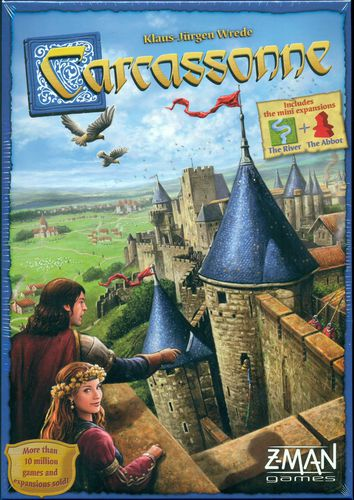 Klaus-Jürgen Wrede
Carcassonne
Includes
the mini expansions
The River
+
The Abbot
More than
10 million
games and
expansions sold!
Z-MAN
games